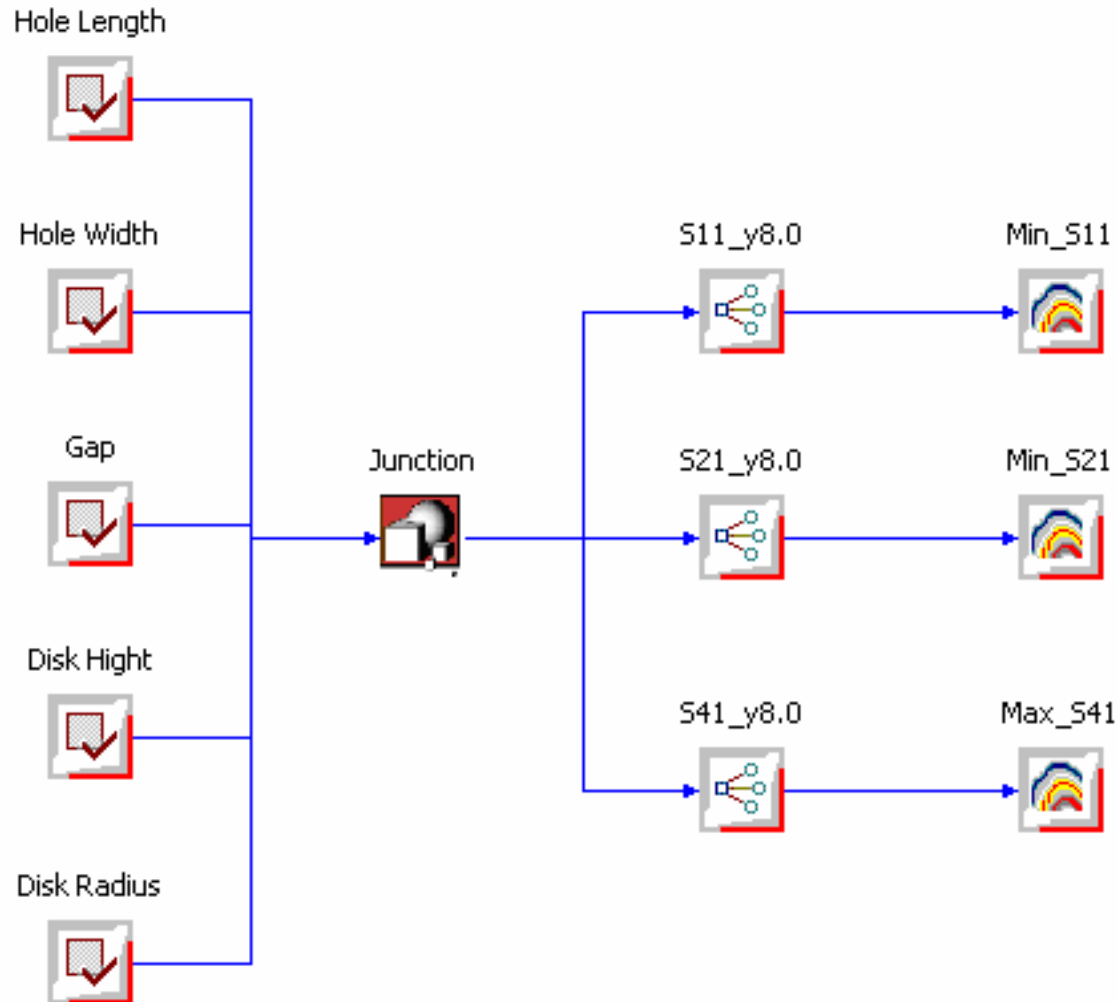 Hole Length
Hole Width
S11_y8.0
Min_S11
Gap
Junction
S21_y8.0
Min_S21
Disk Hight
S41_y8.0
Max_S41
Disk Radius